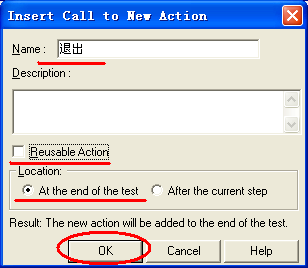 Insert Call to New Action
Name : 退出
Description :
Reusable Action
Location:
At the end of the test After the current step
Result: The new action will be added to the end of the test.
OK Cancel Help